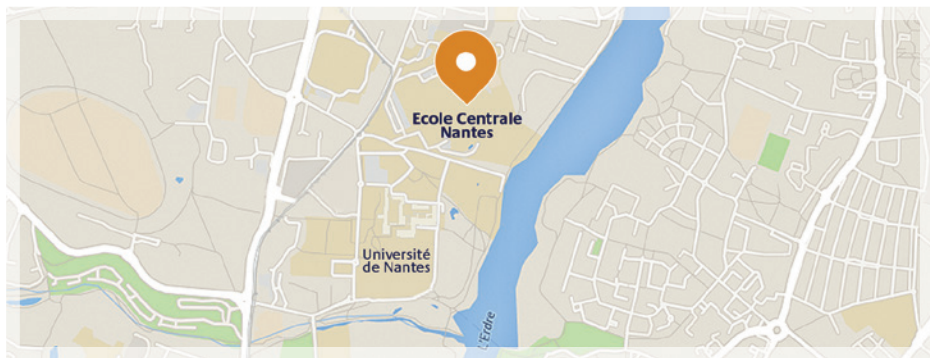 Ecole Centrale
Nantes
Université
de Nantes
L'Erdre